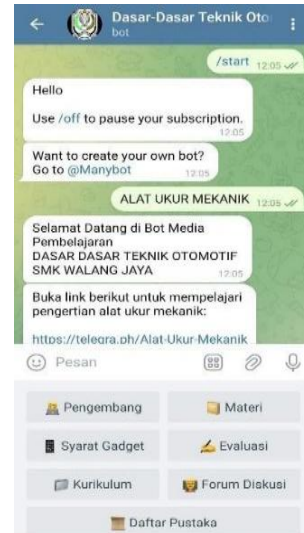 Dasar-Dasar Teknik Oto
bot
/start 12:05
Hello
Use /off to pause your subscription.
12:05
Want to create your own bot?
Go to @Manybot 12:05
ALAT UKUR MEKANIK 12:05
Selamat Datang di Bot Media
Pembelajaran
DASAR DASAR TEKNIK OTOMOTIF
SMK WALANG JAYA 12:05
Buka link berikut untuk mempelajari
pengertian alat ukur mekanik:
https://telegra.ph/Alat-Ukur-Mekanik
Pesan
Pengembang
Materi
Syarat Gadget
Evaluasi
Kurikulum
Forum Diskusi
Daftar Pustaka